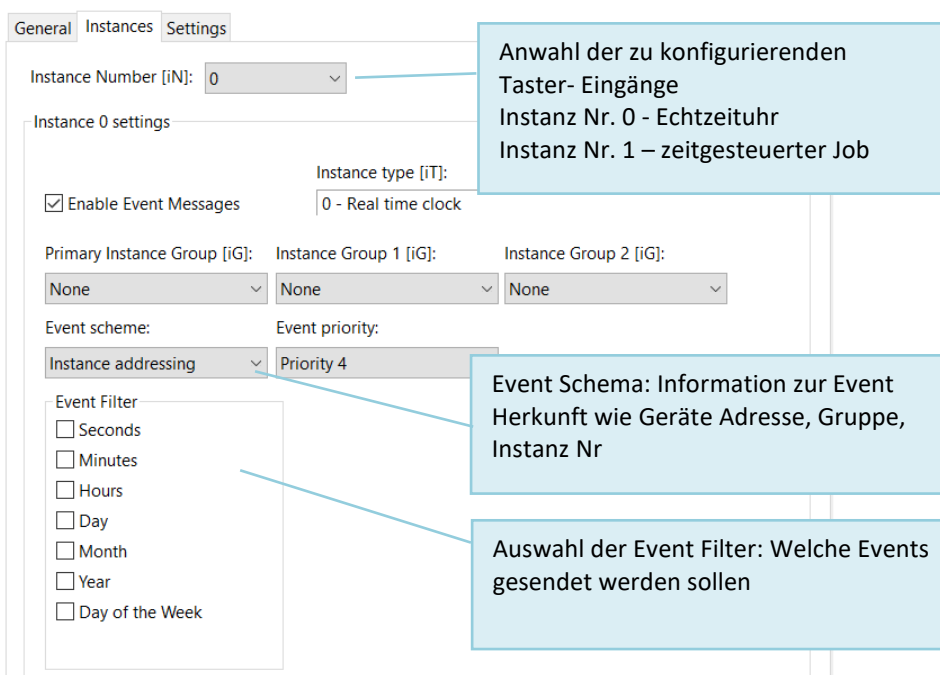 General Instances Settings
Instance Number [iN]: 0
Anwahl der zu konfigurierenden
Taster- Eingänge
Instanz Nr. 0 - Echtzeituhr
Instanz Nr. 1 – zeitgesteuerter Job
Instance 0 settings
Instance type [iT]:
Enable Event Messages 0 - Real time clock
Primary Instance Group [iG]: Instance Group 1 [iG]: Instance Group 2 [iG]:
None None None
Event scheme: Event priority:
Instance addressing Priority 4
Event Schema: Information zur Event
Herkunft wie Geräte Adresse, Gruppe,
Instanz Nr
Event Filter
Seconds
Minutes
Hours
Day
Month
Year
Day of the Week
Auswahl der Event Filter: Welche Events
gesendet werden sollen